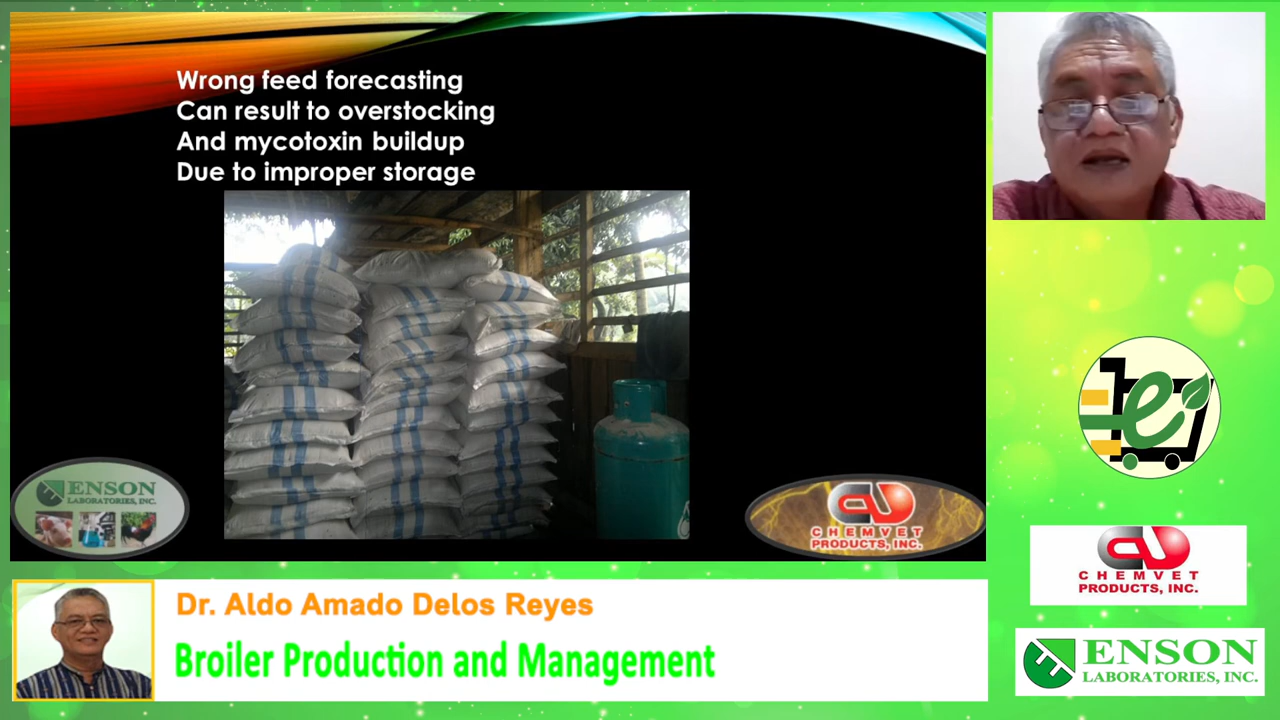 Wrong feed forecasting
Can result to overstocking
And mycotoxin buildup
Due to improper storage
ENSON
LABORATORIES, INC.
CHEMVET
PRODUCTS, INC.
Dr. Aldo Amado Delos Reyes
Broiler Production and Management
e
CHEMVET
PRODUCTS, INC.
ENSON
LABORATORIES, INC.